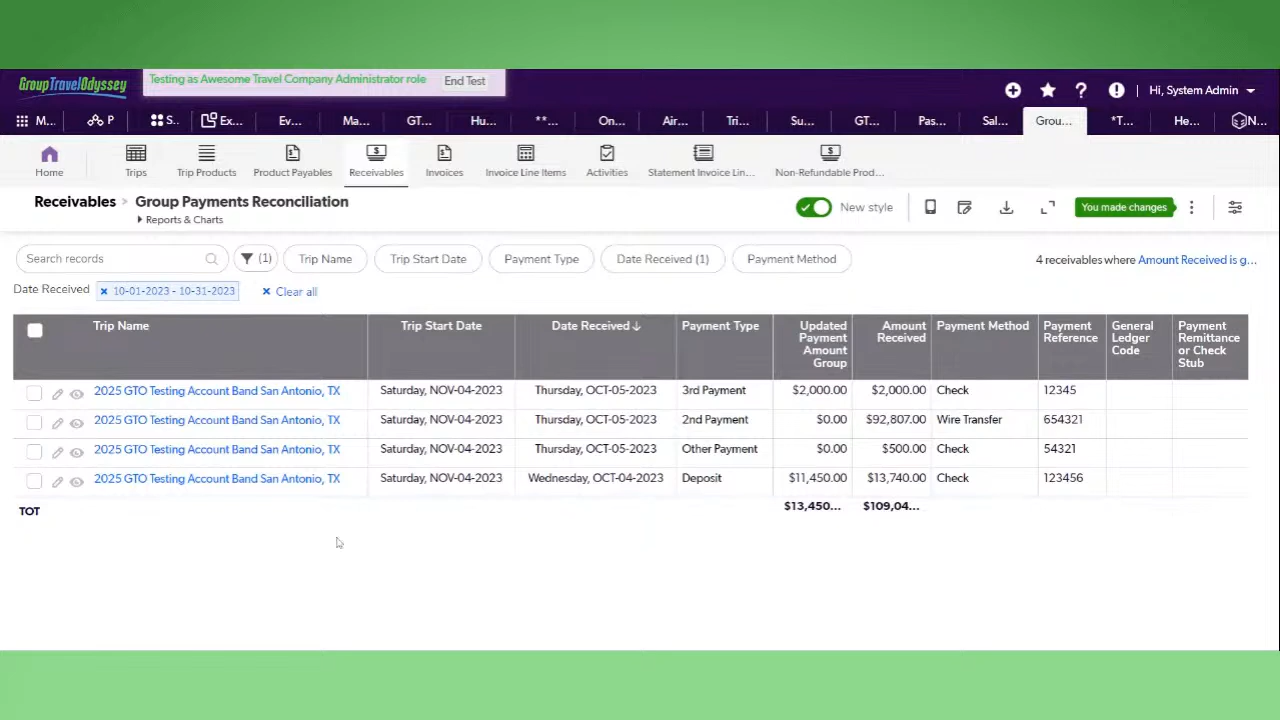 GroupTravelOdyssey
Testing as Awesome Travel Company Administrator role End Test
Hi, System Admin
M... P S.. Ex... Ev... Ma... GT... Hu... **... On... Air... Tri... Su... GT... Pas... Sal... Grou... *T... He... N...
Home Trips Trip Products Product Payables Receivables Invoices Invoice Line Items Activities Statement Invoice Lin... Non-Refundable Prod...
Receivables > Group Payments Reconciliation
Reports & Charts
New style
You made changes
Search records (1) Trip Name Trip Start Date Payment Type Date Received (1) Payment Method 4 receivables where Amount Received is g...
Date Received × 10-01-2023 - 10-31-2023 × Clear all
Trip Name Trip Start Date Date Received ↓ Payment Type Updated Payment Amount Group Amount Received Payment Method Payment Reference General Ledger Code Payment Remittance or Check Stub
2025 GTO Testing Account Band San Antonio, TX Saturday, NOV-04-2023 Thursday, OCT-05-2023 3rd Payment $2,000.00 $2,000.00 Check 12345
2025 GTO Testing Account Band San Antonio, TX Saturday, NOV-04-2023 Thursday, OCT-05-2023 2nd Payment $0.00 $92,807.00 Wire Transfer 654321
2025 GTO Testing Account Band San Antonio, TX Saturday, NOV-04-2023 Thursday, OCT-05-2023 Other Payment $0.00 $500.00 Check 54321
2025 GTO Testing Account Band San Antonio, TX Saturday, NOV-04-2023 Wednesday, OCT-04-2023 Deposit $11,450.00 $13,740.00 Check 123456
TOT $13,450... $109,04...